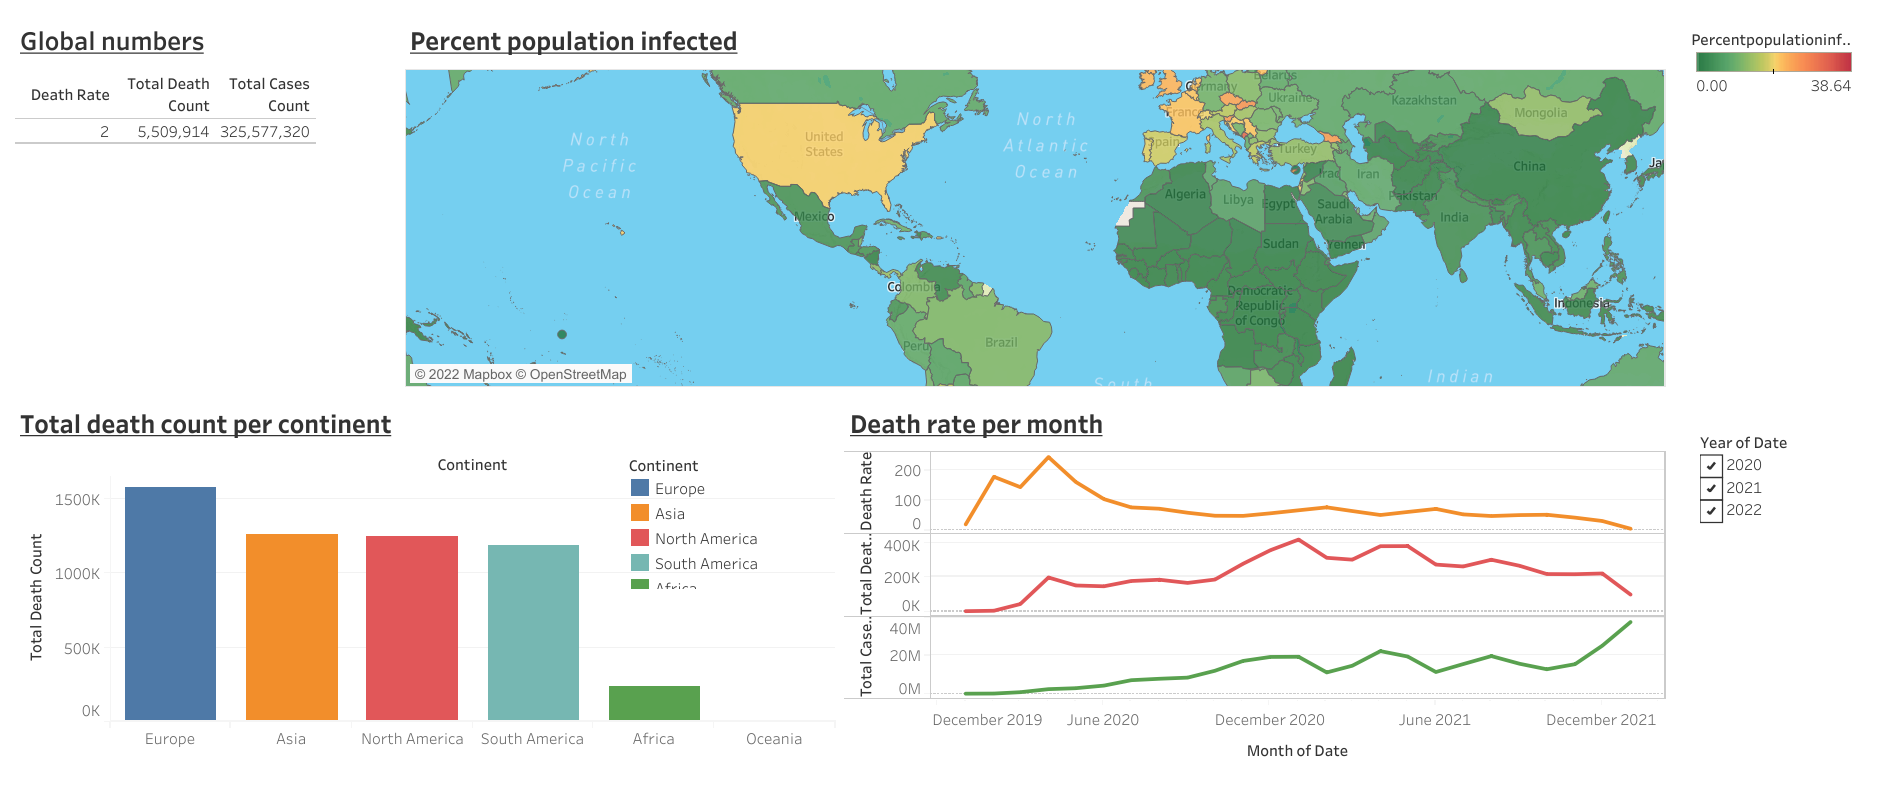 Global numbers
Death Rate
Total Death Count
Total Cases Count
2
5,509,914
325,577,320
Percent population infected
North Pacific Ocean
North Atlantic Ocean
United States
Mexico
Colombia
Peru
Brazil
Germany
Belarus
Ukraine
France
Spain
Turkey
Kazakhstan
Mongolia
China
Ja
Iraq
Iran
Pakistan
India
Algeria
Libya
Egypt
Saudi Arabia
Yemen
Sudan
Democratic Republic of Congo
Indonesia
South
Indian
© 2022 Mapbox © OpenStreetMap
Percentpopulationinf..
0.00
38.64
Total death count per continent
Continent
Total Death Count
1500K
1000K
500K
0K
Europe
Asia
North America
South America
Africa
Oceania
Continent
Europe
Asia
North America
South America
Africa
Death rate per month
Death Rate
200
100
0
Total Deat..
400K
200K
0K
Total Case..
40M
20M
0M
December 2019
June 2020
December 2020
June 2021
December 2021
Month of Date
Year of Date
2020
2021
2022